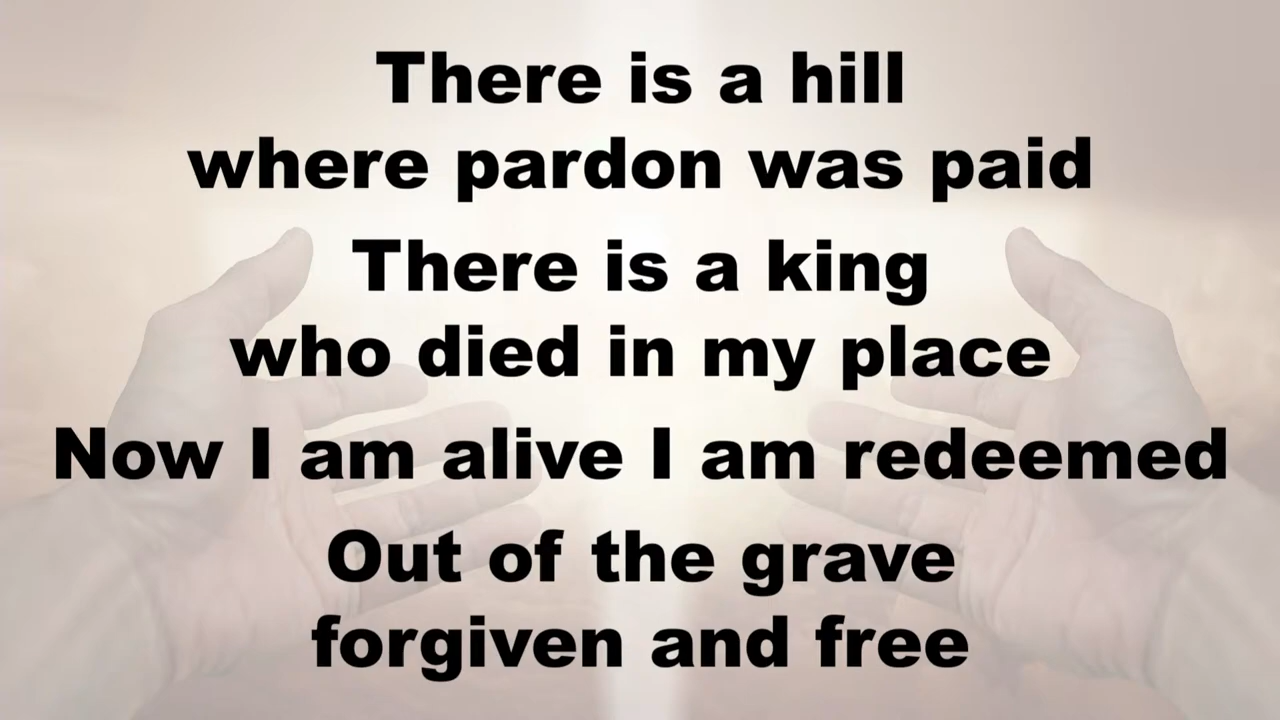 There is a hill
where pardon was paid
There is a king
who died in my place
Now I am alive I am redeemed
Out of the grave
forgiven and free